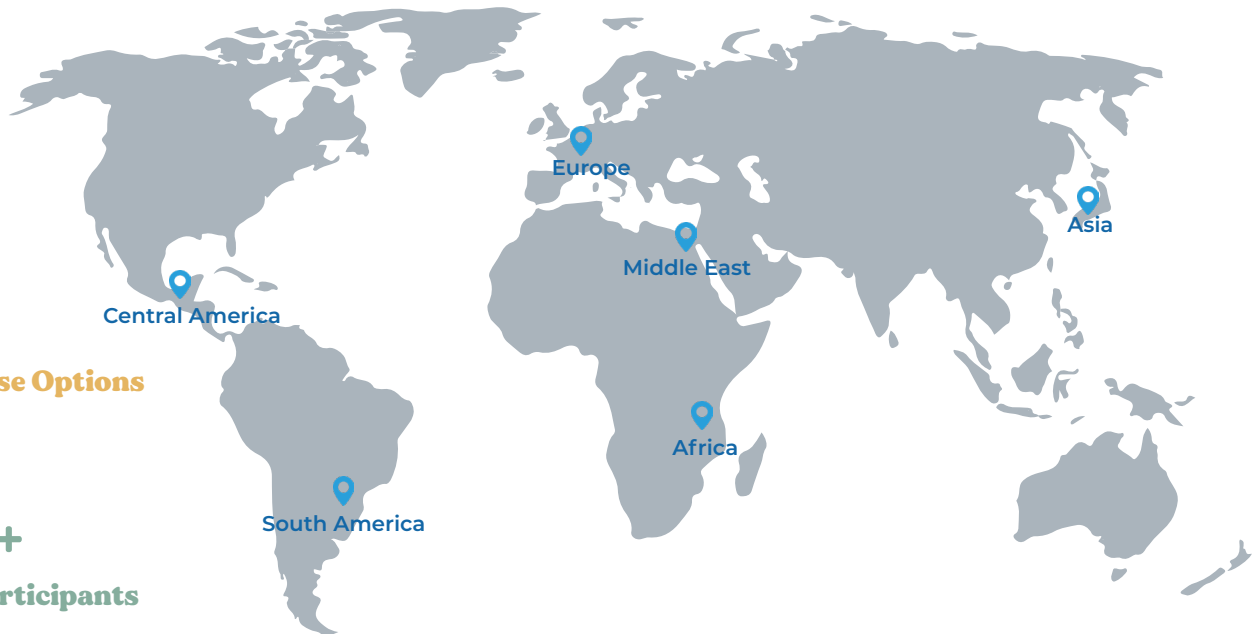 Europe
Asia
Middle East
Central America
se Options
Africa
South America
+
rticipants